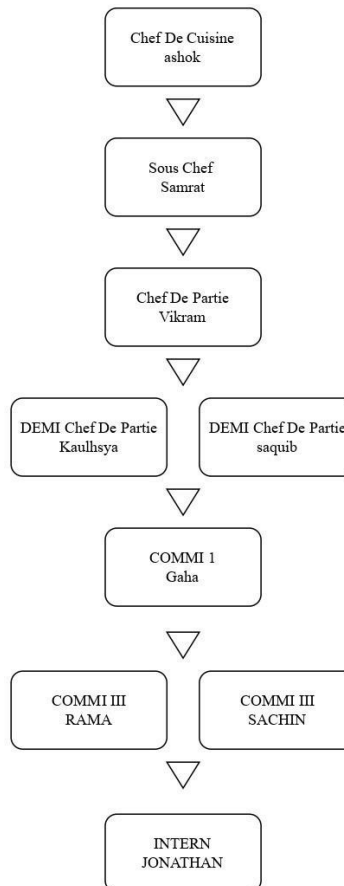 Chef De Cuisine
ashok
Sous Chef
Samrat
Chef De Partie
Vikram
DEMI Chef De Partie
Kaulhsya
DEMI Chef De Partie
saquib
COMMI 1
Gaha
COMMI III
RAMA
COMMI III
SACHIN
INTERN
JONATHAN